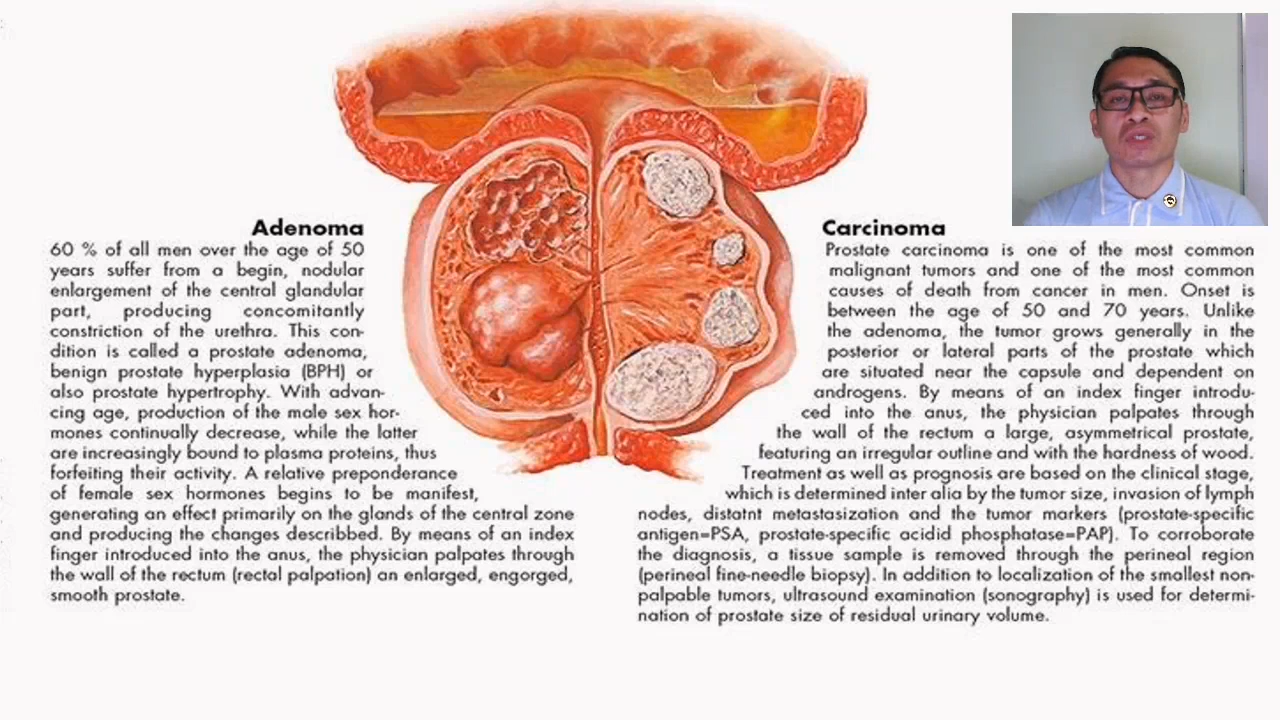 Adenoma
60 % of all men over the age of 50
years suffer from a begin, nodular
enlargement of the central glandular
part, producing concomitantly
constriction of the urethra. This con-
dition is called a prostate adenoma,
benign prostate hyperplasia (BPH) or
also prostate hypertrophy. With advan-
cing age, production of the male sex hor-
mones continually decrease, while the latter
are increasingly bound to plasma proteins, thus
forfeiting their activity. A relative preponderance
of female sex hormones begins to be manifest,
generating an effect primarily on the glands of the central zone
and producing the changes describbed. By means of an index
finger introduced into the anus, the physician palpates through
the wall of the rectum (rectal palpation) an enlarged, engorged,
smooth prostate.
Carcinoma
Prostate carcinoma is one of the most common
malignant tumors and one of the most common
causes of death from cancer in men. Onset is
between the age of 50 and 70 years. Unlike
the adenoma, the tumor grows generally in the
posterior or lateral parts of the prostate which
are situated near the capsule and dependent on
androgens. By means of an index finger introdu-
ced into the anus, the physician palpates through
the wall of the rectum a large, asymmetrical prostate,
featuring an irregular outline and with the hardness of wood.
Treatment as well as prognosis are based on the clinical stage,
which is determined inter alia by the tumor size, invasion of lymph
nodes, distatnt metastasization and the tumor markers (prostate-specific
antigen=PSA, prostate-specific acidid phosphatase=PAP). To corroborate
the diagnosis, a tissue sample is removed through the perineal region
(perineal fine-needle biopsy). In addition to localization of the smallest non-
palpable tumors, ultrasound examination (sonography) is used for determi-
nation of prostate size of residual urinary volume.